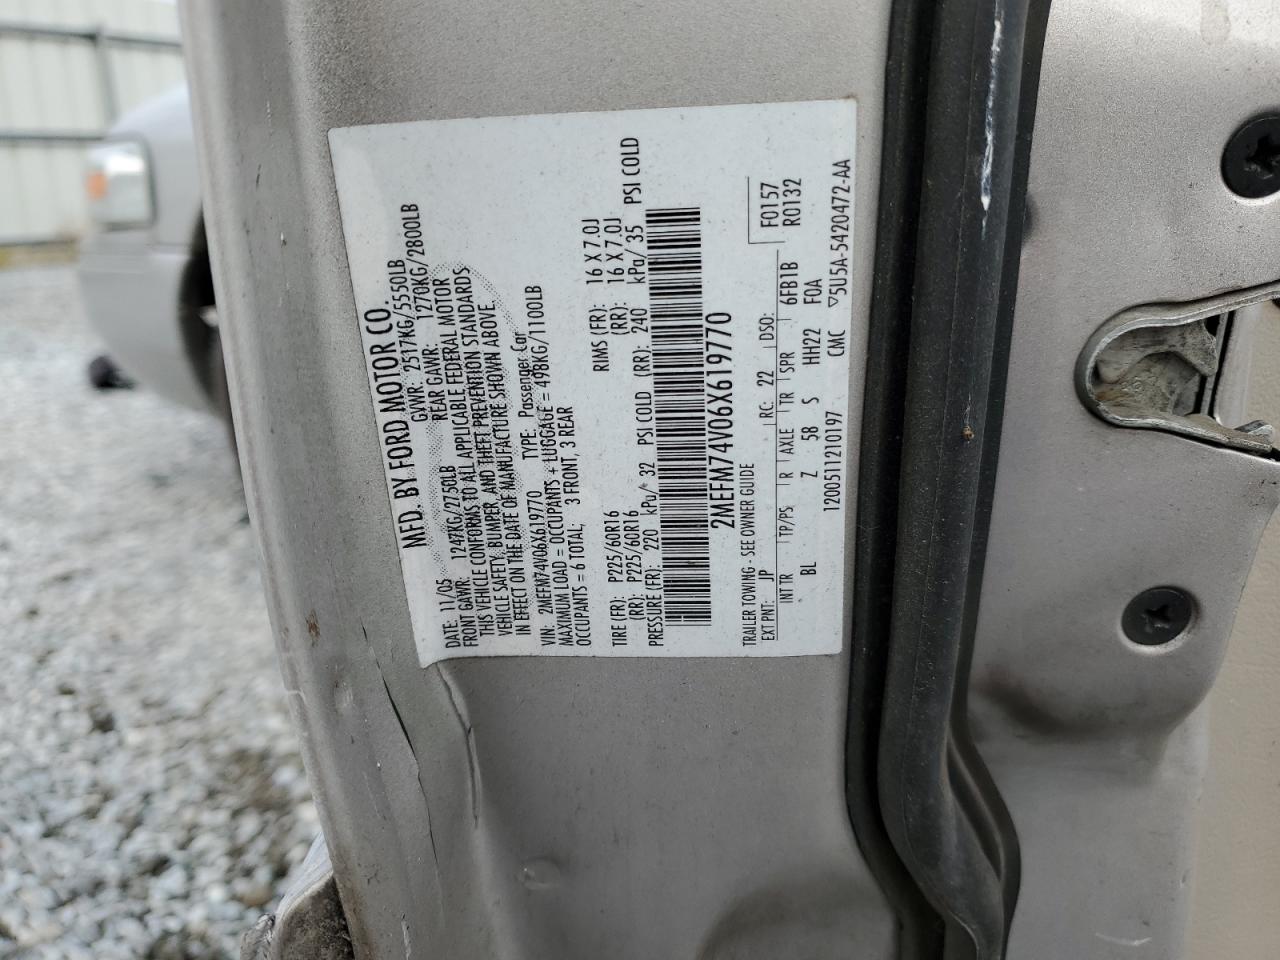 MFD. BY FORD MOTOR CO.
DATE: 11/05 GVWR: 2517KG/5550LB
FRONT GAWR: 1247KG/2750LB REAR GAWR: 1270KG/2800LB
THIS VEHICLE CONFORMS TO ALL APPLICABLE FEDERAL MOTOR
VEHICLE SAFETY, BUMPER, AND THEFT PREVENTION STANDARDS
IN EFFECT ON THE DATE OF MANUFACTURE SHOWN ABOVE.
VIN: 2MEFM74V06X619770 TYPE: Passenger Car
MAXIMUM LOAD = OCCUPANTS + LUGGAGE = 498KG/1100LB
OCCUPANTS = 6 TOTAL: 3 FRONT, 3 REAR
TIRE (FR): P225/60R16 RIMS (FR): 16 X 7.0J
(RR): P225/60R16 (RR): 16 X 7.0J
PRESSURE (FR): 220 kPa/ 32 PSI COLD (RR): 240 kPa/ 35 PSI COLD
2MEFM74V06X619770
TRAILER TOWING - SEE OWNER GUIDE F0157
EXT PNT: JP RC: 22 DSO: R0132
INT TR TP/PS R AXLE TR SPR 6FB1B
BL Z 58 S HH22 F0A
1200511210197 CMC ▽5U5A-5420472-AA